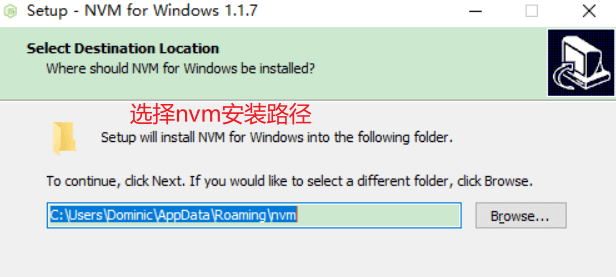 Setup - NVM for Windows 1.1.7
Select Destination Location
Where should NVM for Windows be installed?
选择nvm安装路径
Setup will install NVM for Windows into the following folder.
To continue, click Next. If you would like to select a different folder, click Browse.
C:\Users\Dominic\AppData\Roaming\nvm
Browse...